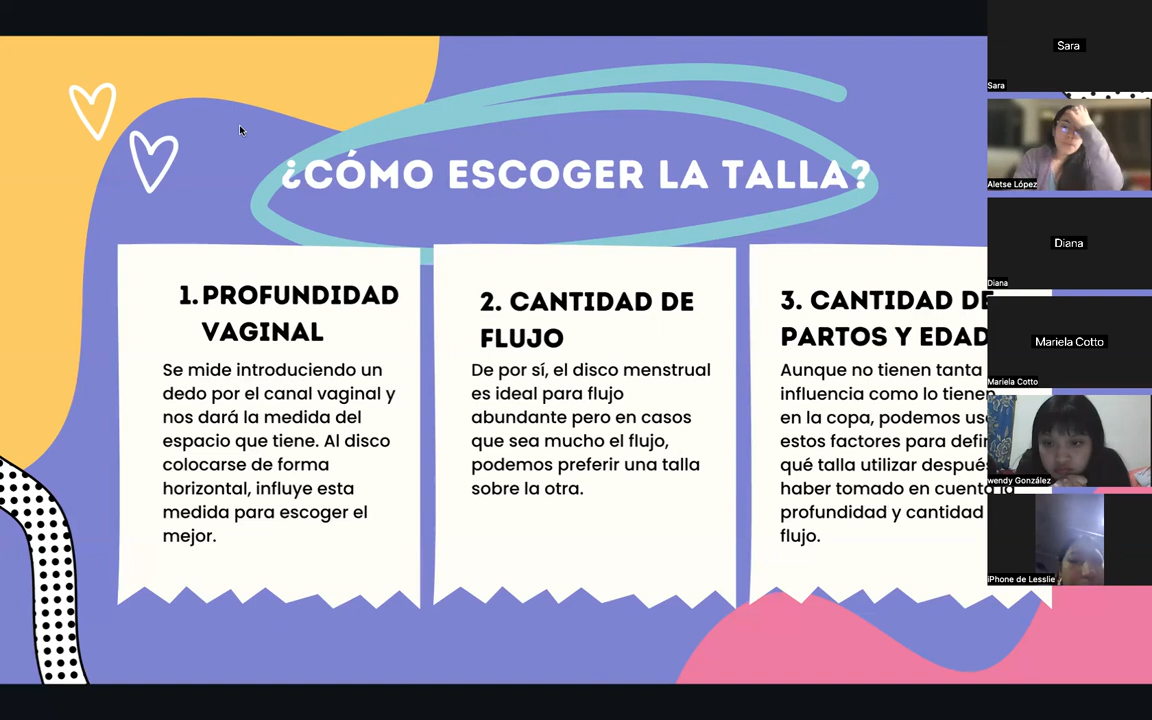 ¿CÓMO ESCOGER LA TALLA?
1. PROFUNDIDAD
VAGINAL
Se mide introduciendo un
dedo por el canal vaginal y
nos dará la medida del
espacio que tiene. Al disco
colocarse de forma
horizontal, influye esta
medida para escoger el
mejor.
2. CANTIDAD DE
FLUJO
De por sí, el disco menstrual
es ideal para flujo
abundante pero en casos
que sea mucho el flujo,
podemos preferir una talla
sobre la otra.
3. CANTIDAD DE
PARTOS Y EDAD
Aunque no tienen tanta
influencia como lo tienen
en la copa, podemos
estos factores para
qué talla utilizar
haber tomado en cuenta la
profundidad y cantidad
flujo.
Sara
Sara
Aletse López
Diana
Diana
Mariela Cotto
Mariela Cotto
wendy González
iPhone de Lesslie